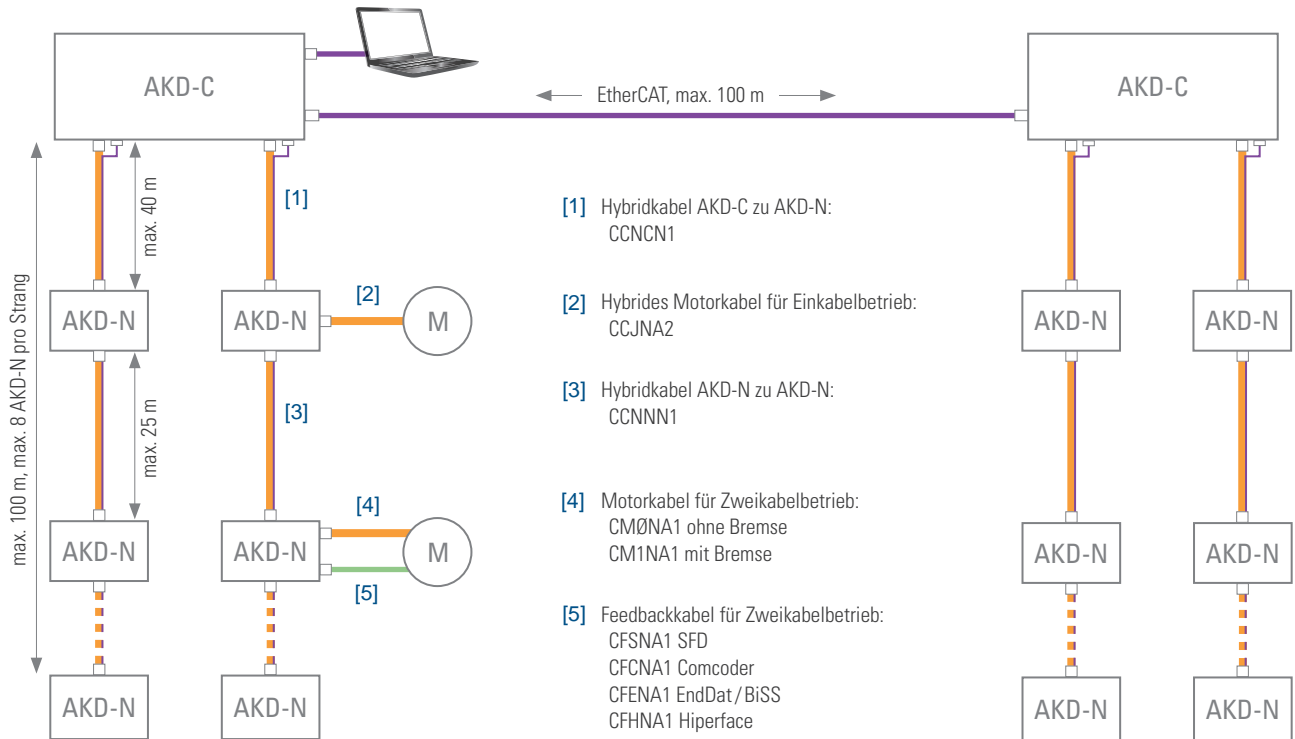 AKD-C
EtherCAT, max. 100 m
AKD-C
max. 100 m, max. 8 AKD-N pro Strang
max. 40 m
[1]
AKD-N
AKD-N
[2]
M
max. 25 m
[3]
AKD-N
AKD-N
[4]
[5]
M
AKD-N
AKD-N
[1] Hybridkabel AKD-C zu AKD-N:
CCNCN1
[2] Hybrides Motorkabel für Einkabelbetrieb:
CCJNA2
[3] Hybridkabel AKD-N zu AKD-N:
CCNNN1
[4] Motorkabel für Zweikabelbetrieb:
CMØNA1 ohne Bremse
CM1NA1 mit Bremse
[5] Feedbackkabel für Zweikabelbetrieb:
CFSNA1 SFD
CFCNA1 Comcoder
CFENA1 EnDat / BiSS
CFHNA1 Hiperface
AKD-N
AKD-N
AKD-N
AKD-N
AKD-N
AKD-N